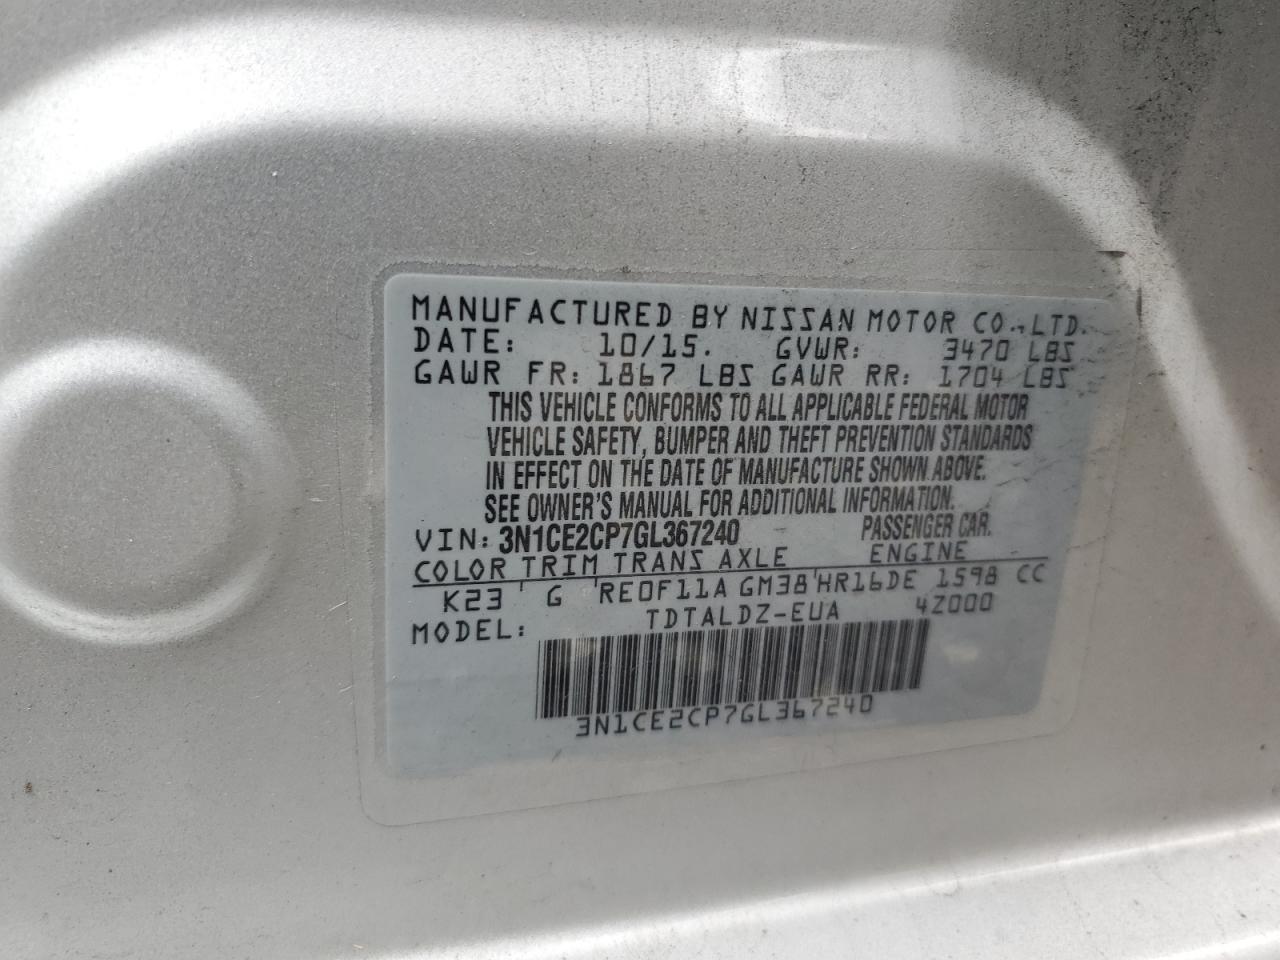 MANUFACTURED BY NISSAN MOTOR CO.,LTD.
DATE: 10/15. GVWR: 3470 LBS
GAWR FR: 1867 LBS GAWR RR: 1704 LBS
THIS VEHICLE CONFORMS TO ALL APPLICABLE FEDERAL MOTOR
VEHICLE SAFETY, BUMPER AND THEFT PREVENTION STANDARDS
IN EFFECT ON THE DATE OF MANUFACTURE SHOWN ABOVE.
SEE OWNER'S MANUAL FOR ADDITIONAL INFORMATION.
VIN: 3N1CE2CP7GL367240 PASSENGER CAR.
COLOR TRIM TRANS AXLE ENGINE
K23 ' G 'RE0F11A GM38'HR16DE 1598 CC
MODEL: TDTALDZ-EUA 4Z000
3N1CE2CP7GL367240